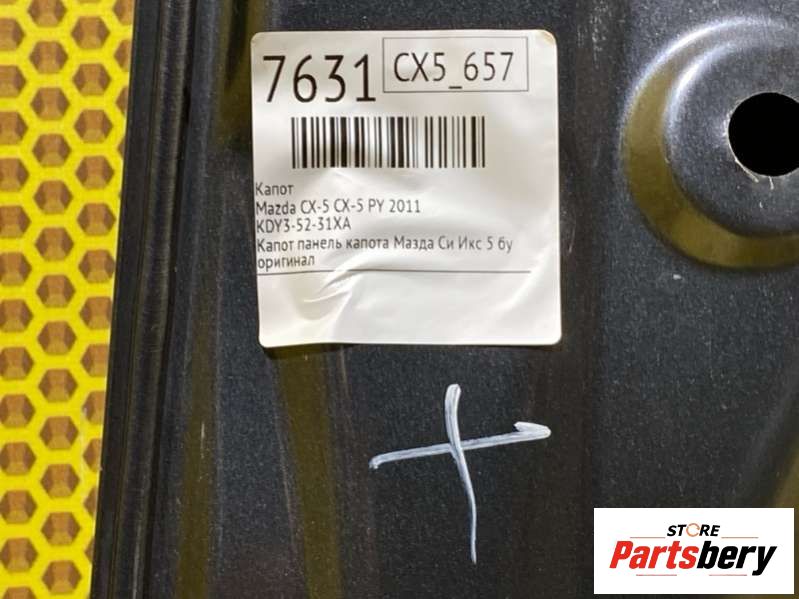 7631 CX5_657
Капот
Mazda CX-5 CX-5 PY 2011
KDY3-52-31XA
Капот панель капота Мазда Си Икс 5 бу
оригинал
STORE
Partsbery